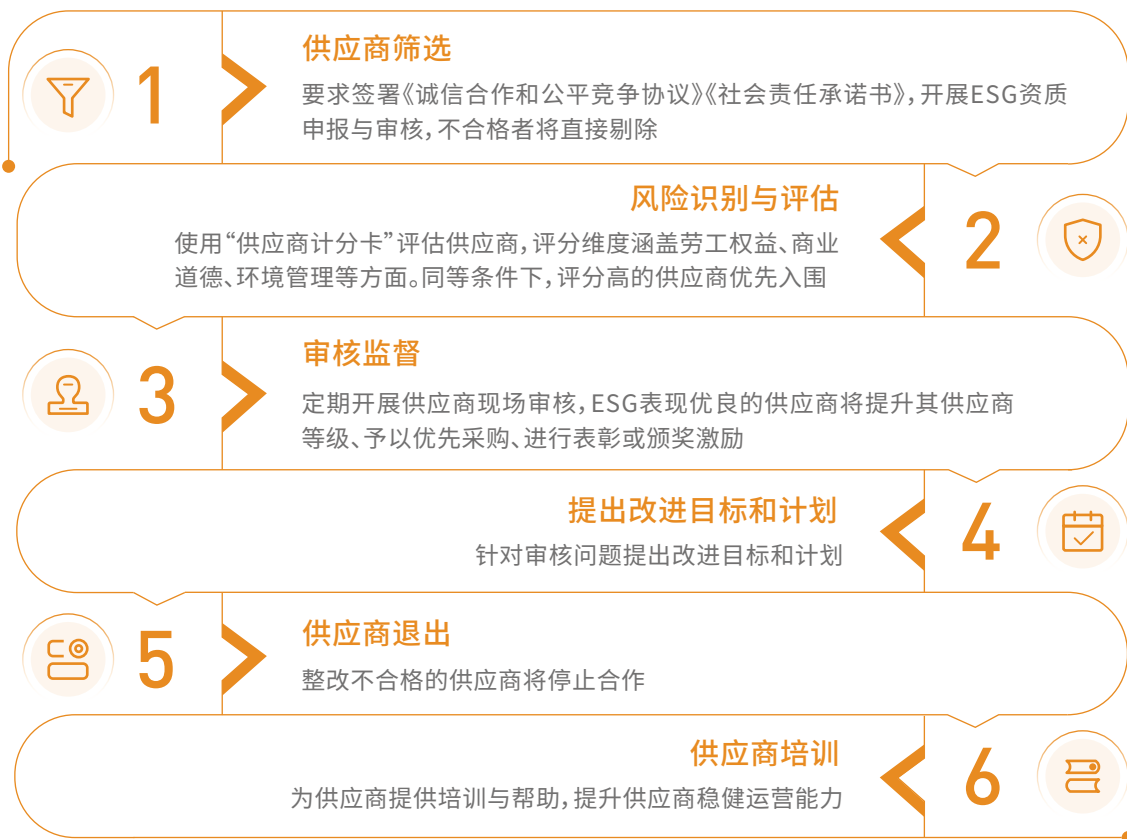 1
供应商筛选
要求签署《诚信合作和公平竞争协议》《社会责任承诺书》，开展ESG资质
申报与审核，不合格者将直接剔除
风险识别与评估
使用“供应商计分卡”评估供应商，评分维度涵盖劳工权益、商业
道德、环境管理等方面。同等条件下，评分高的供应商优先入围
2
3
审核监督
定期开展供应商现场审核，ESG表现优良的供应商将提升其供应商
等级、予以优先采购、进行表彰或颁奖激励
提出改进目标和计划
针对审核问题提出改进目标和计划
4
5
供应商退出
整改不合格的供应商将停止合作
供应商培训
为供应商提供培训与帮助，提升供应商稳健运营能力
6